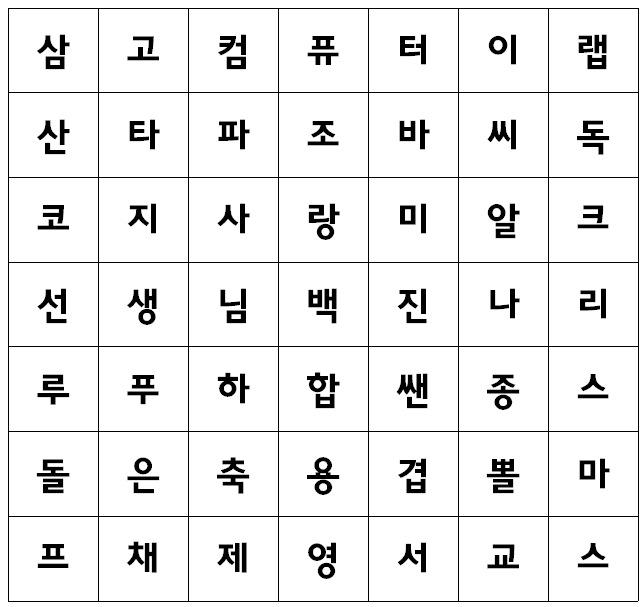 삼 고 컴 퓨 터 이 랩
산 타 파 조 바 씨 독
코 지 사 랑 미 알 크
선 생 님 백 진 나 리
루 푸 하 합 쌘 종 스
돌 은 축 용 겹 뽈 마
프 채 제 영 서 교 스